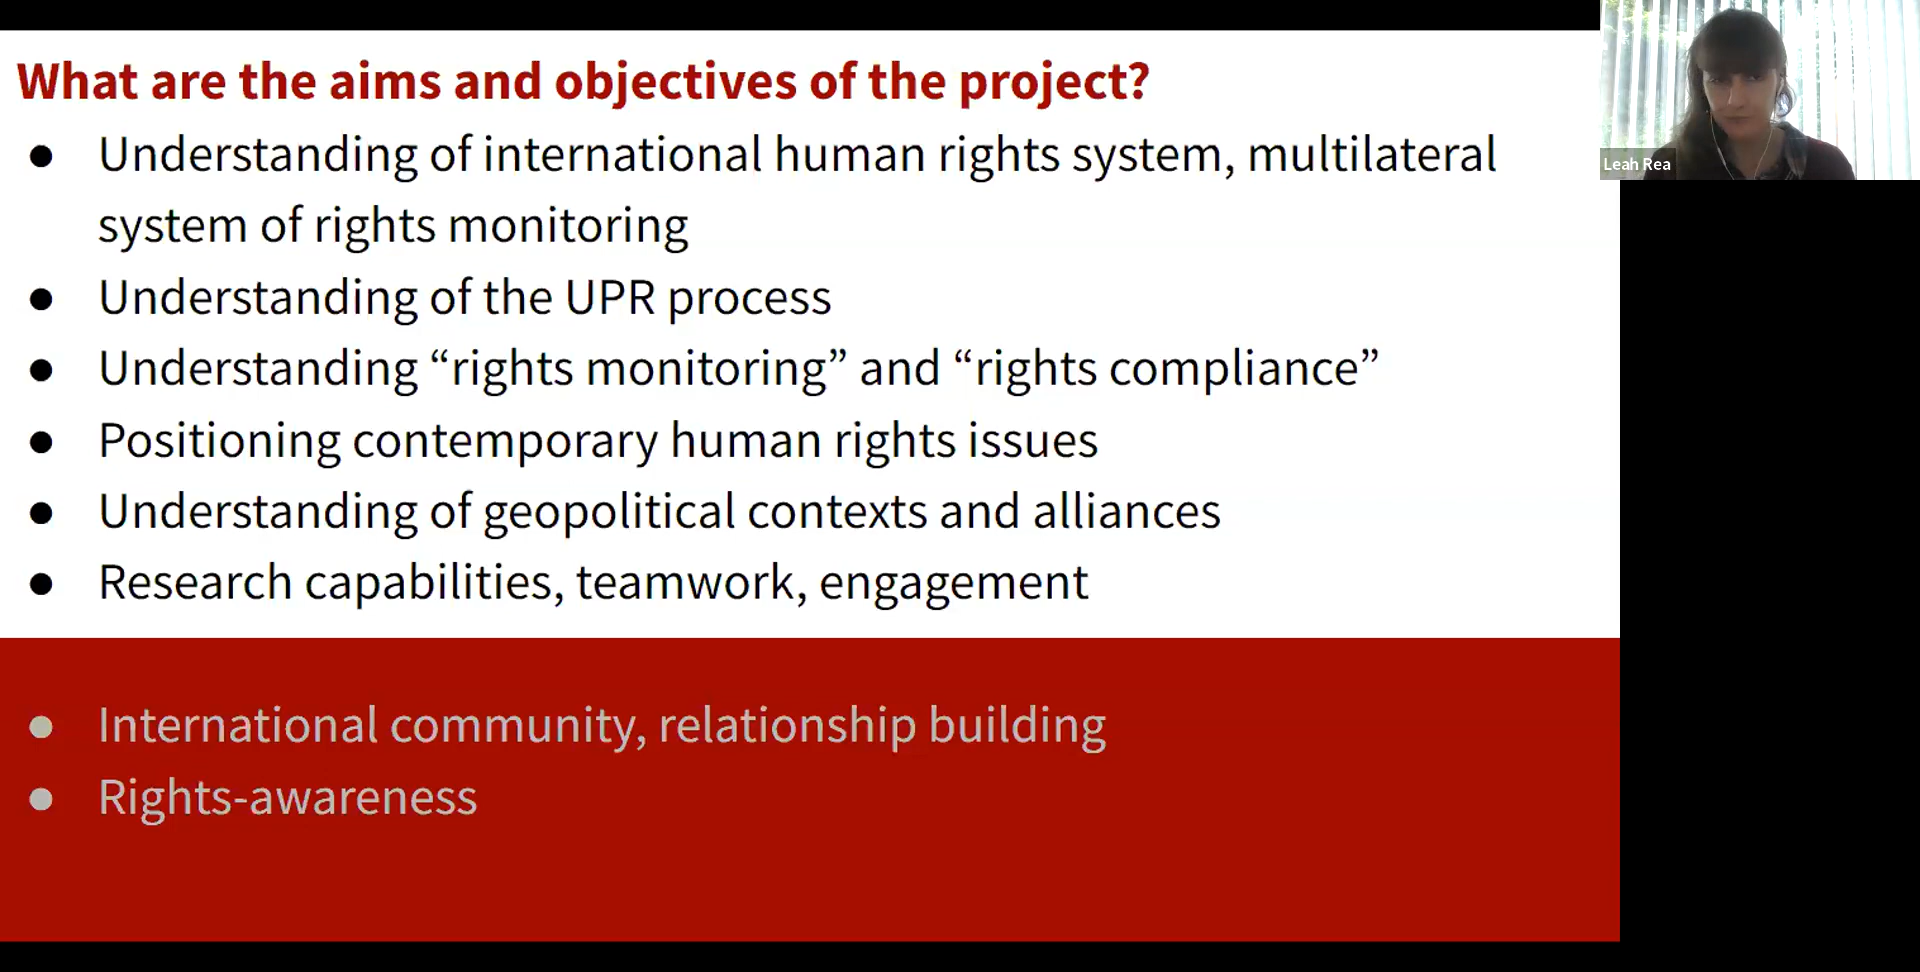 What are the aims and objectives of the project?
● Understanding of international human rights system, multilateral
system of rights monitoring
● Understanding of the UPR process
● Understanding “rights monitoring” and “rights compliance”
● Positioning contemporary human rights issues
● Understanding of geopolitical contexts and alliances
● Research capabilities, teamwork, engagement
● International community, relationship building
● Rights-awareness
Leah Rea